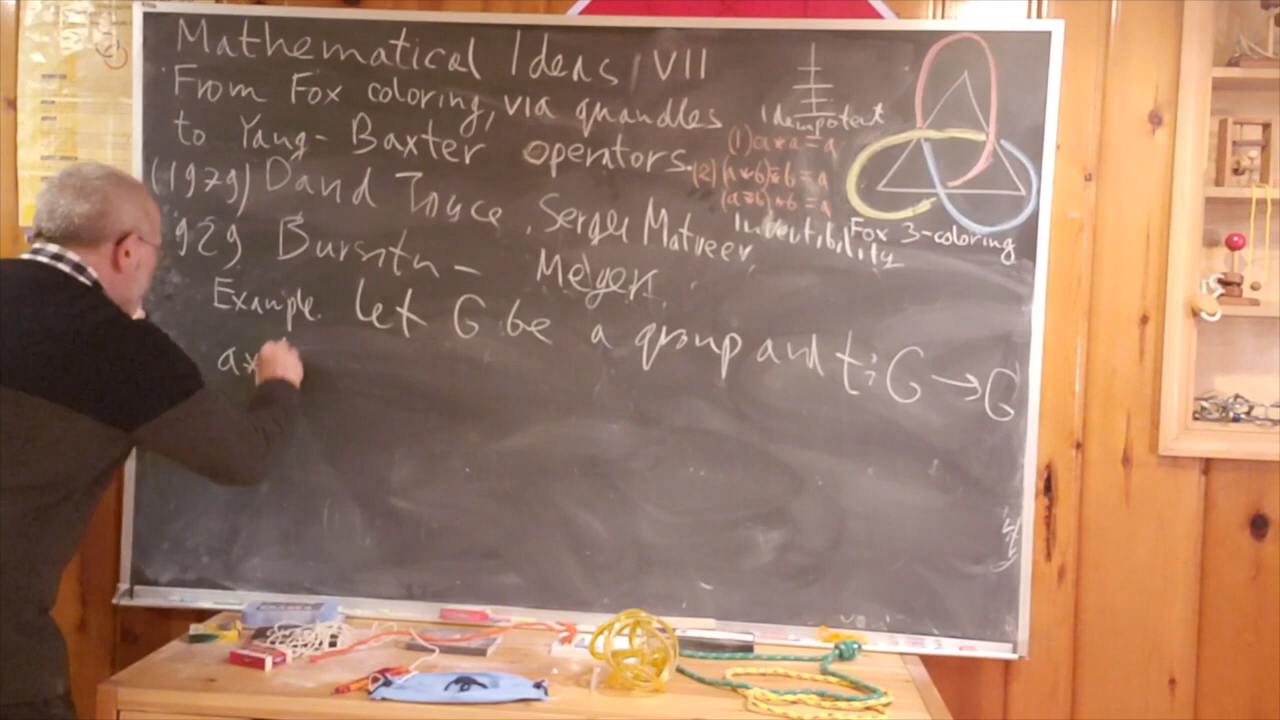 Mathematical Ideas VII
From Fox coloring, via quandles
to Yang-Baxter operators.
(1979) David Joyce, Sergei Matveev
1929 Burstin - Meyer
Example. Let G be a group and t: G → G
a*
Idempotent
(1) a*a = a
(2) (a*b)*̄b = a
(a*̄b)*b = a
Invertibility
Fox 3-coloring